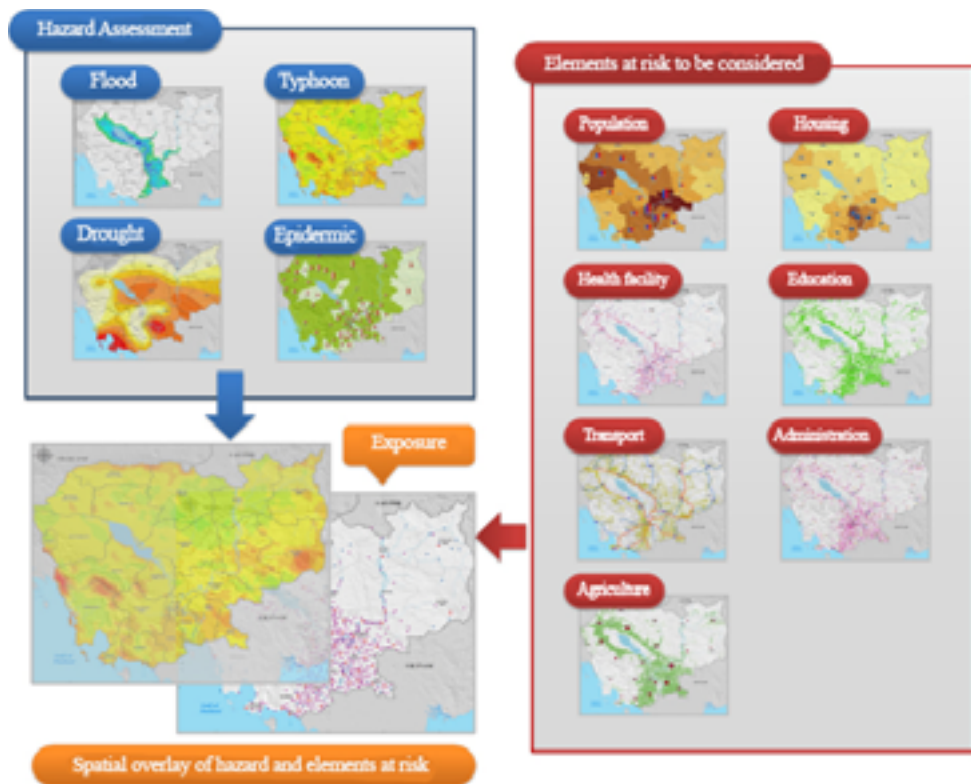 Hazard Assessment
Flood
Typhoon
Drought
Epidermic
Elements at risk to be considered
Population
Housing
Health facility
Education
Transport
Administration
Agriculture
Exposure
Spatial overlay of hazard and elements at risk